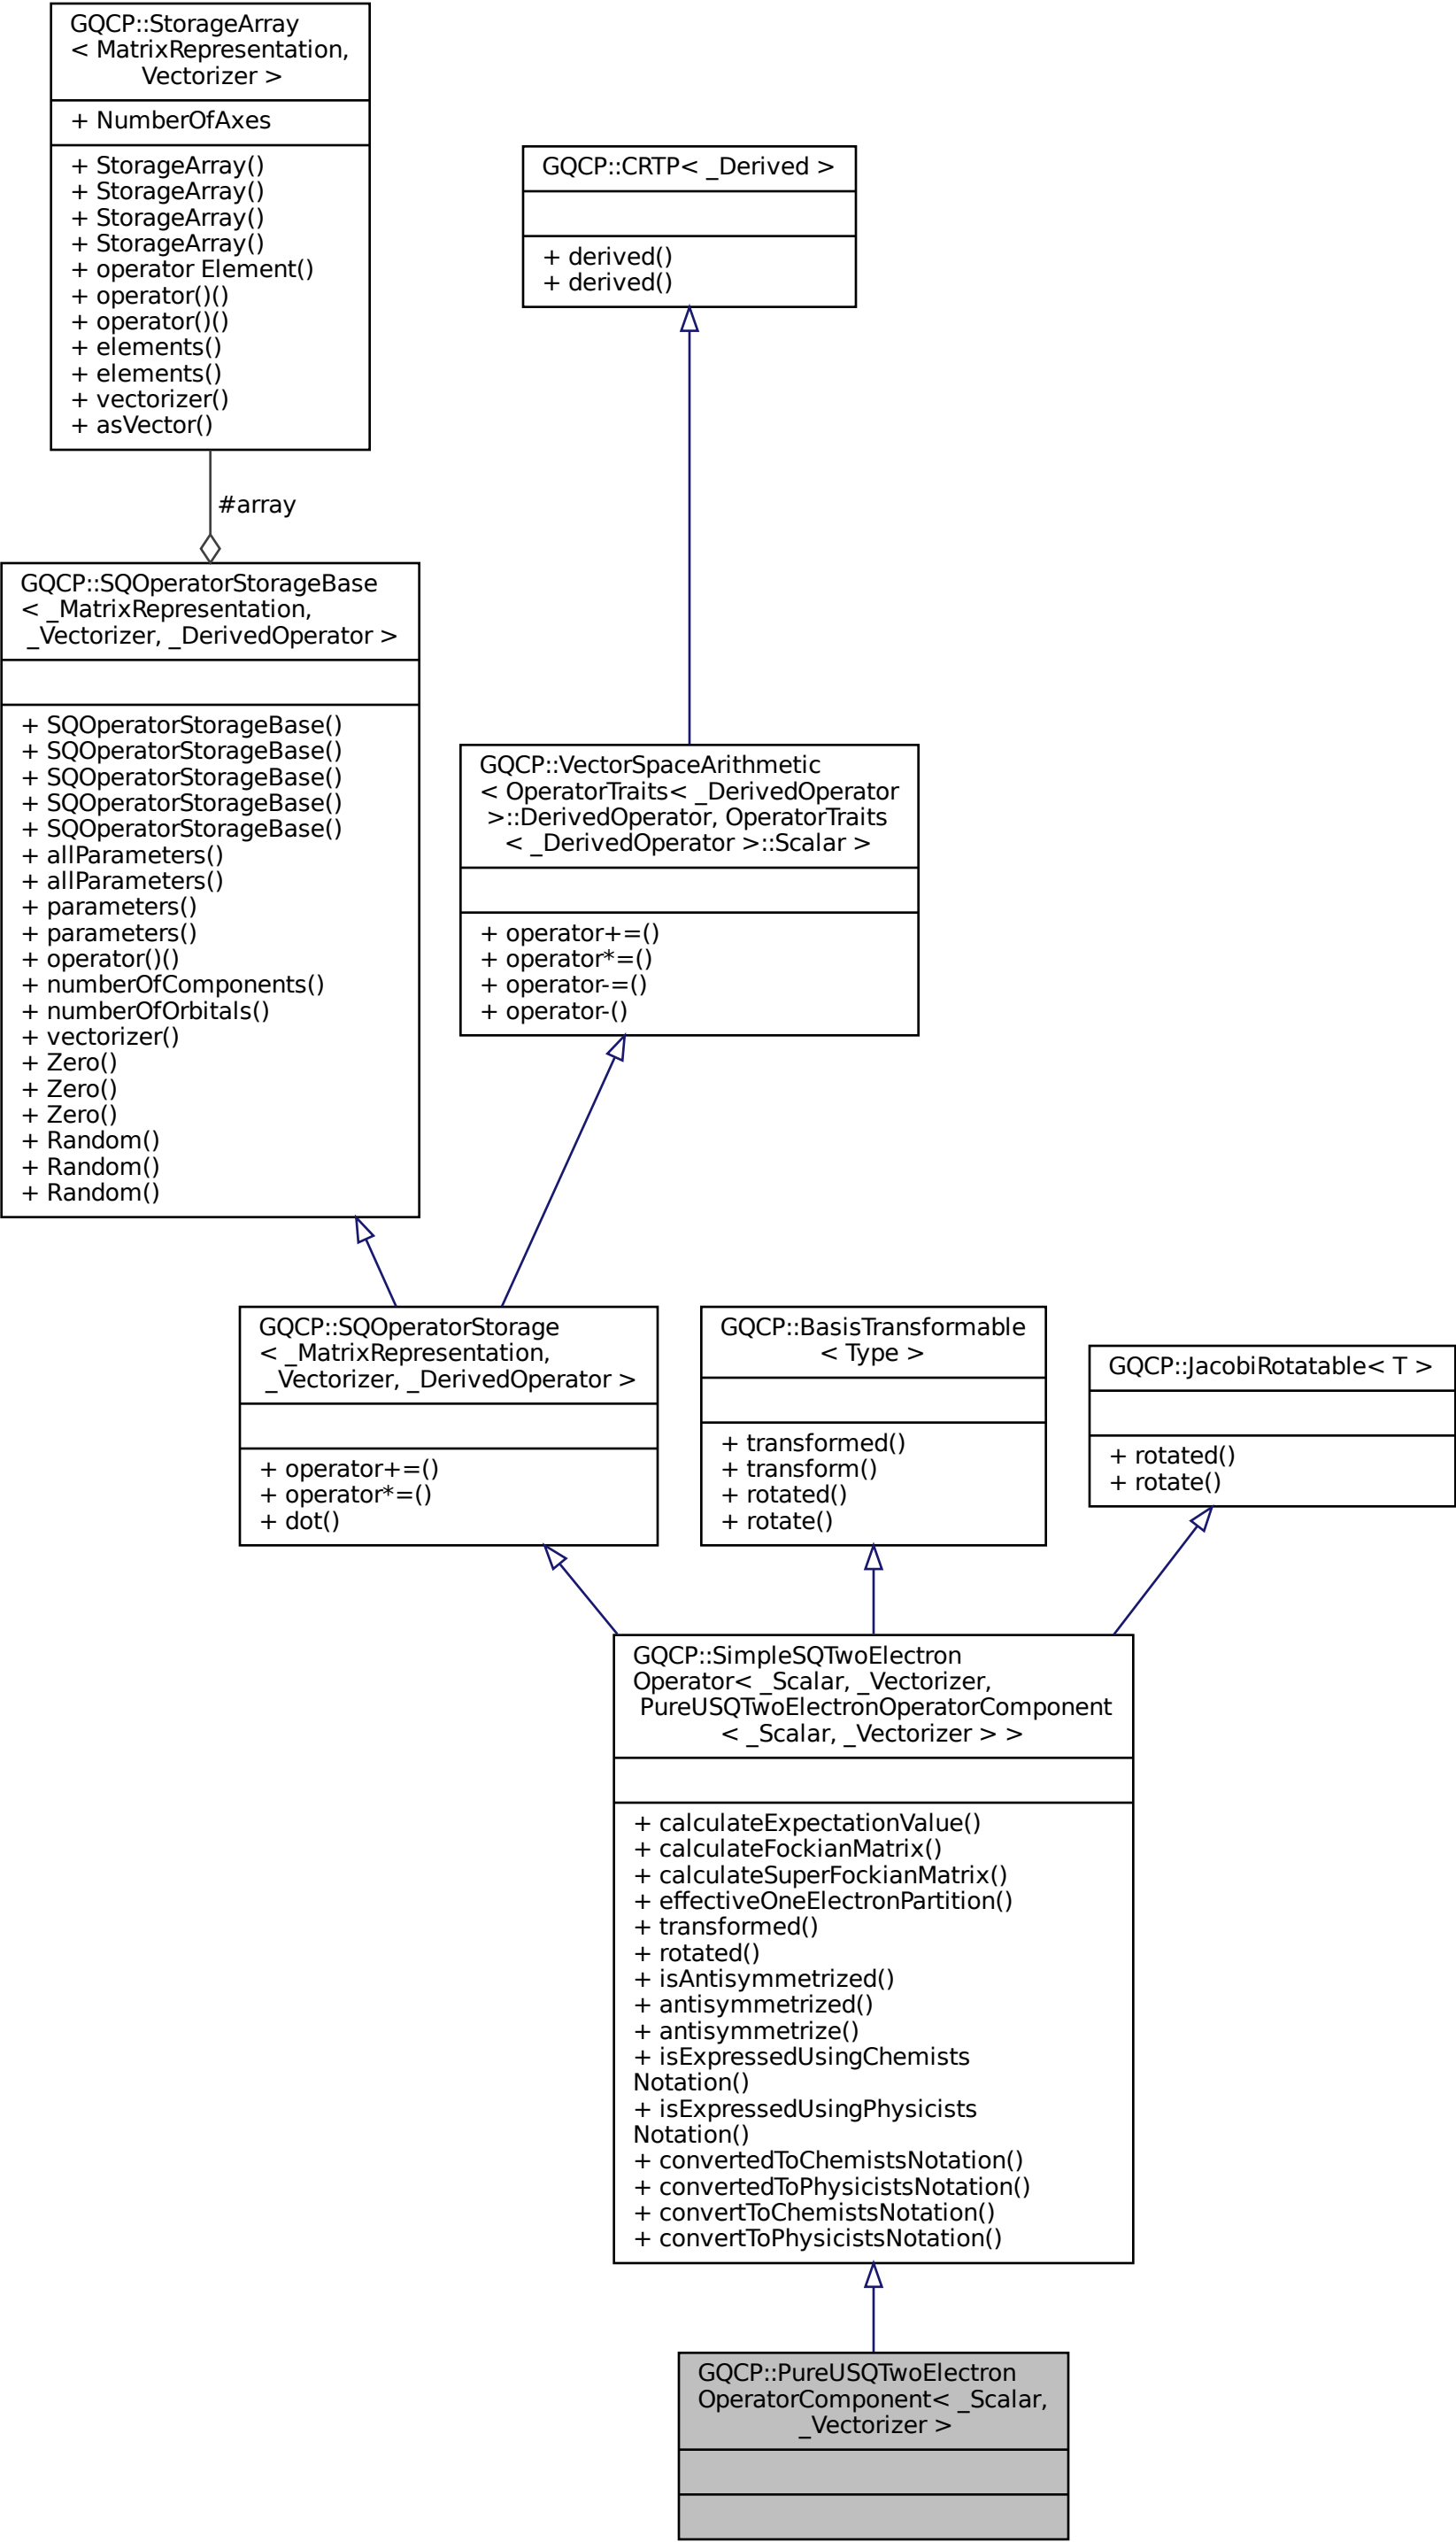 GQCP::StorageArray
< MatrixRepresentation,
Vectorizer >
+ NumberOfAxes
+ StorageArray()
+ StorageArray()
+ StorageArray()
+ StorageArray()
+ operator Element()
+ operator()()
+ operator()()
+ elements()
+ elements()
+ vectorizer()
+ asVector()
GQCP::CRTP< _Derived >
+ derived()
+ derived()
#array
GQCP::SQOperatorStorageBase
< _MatrixRepresentation,
_Vectorizer, _DerivedOperator >
+ SQOperatorStorageBase()
+ SQOperatorStorageBase()
+ SQOperatorStorageBase()
+ SQOperatorStorageBase()
+ SQOperatorStorageBase()
+ allParameters()
+ allParameters()
+ parameters()
+ parameters()
+ operator()()
+ numberOfComponents()
+ numberOfOrbitals()
+ vectorizer()
+ Zero()
+ Zero()
+ Zero()
+ Random()
+ Random()
+ Random()
GQCP::VectorSpaceArithmetic
< OperatorTraits< _DerivedOperator
>::DerivedOperator, OperatorTraits
< _DerivedOperator >::Scalar >
+ operator+=()
+ operator*=()
+ operator-=()
+ operator-()
GQCP::SQOperatorStorage
< _MatrixRepresentation,
_Vectorizer, _DerivedOperator >
+ operator+=()
+ operator*=()
+ dot()
GQCP::BasisTransformable
< Type >
+ transformed()
+ transform()
+ rotated()
+ rotate()
GQCP::JacobiRotatable< T >
+ rotated()
+ rotate()
GQCP::SimpleSQTwoElectron
Operator< _Scalar, _Vectorizer,
PureUSQTwoElectronOperatorComponent
< _Scalar, _Vectorizer > >
+ calculateExpectationValue()
+ calculateFockianMatrix()
+ calculateSuperFockianMatrix()
+ effectiveOneElectronPartition()
+ transformed()
+ rotated()
+ isAntisymmetrized()
+ antisymmetrized()
+ antisymmetrize()
+ isExpressedUsingChemists
Notation()
+ isExpressedUsingPhysicists
Notation()
+ convertedToChemistsNotation()
+ convertedToPhysicistsNotation()
+ convertToChemistsNotation()
+ convertToPhysicistsNotation()
GQCP::PureUSQTwoElectron
OperatorComponent< _Scalar,
_Vectorizer >